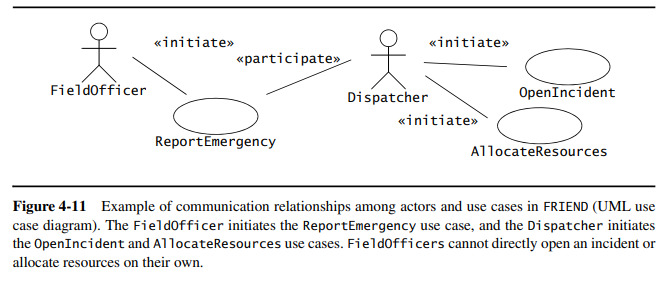 «initiate»
«initiate»
«participate»
FieldOfficer
Dispatcher
OpenIncident
«initiate»
ReportEmergency
AllocateResources
Figure 4-11 Example of communication relationships among actors and use cases in FRIEND (UML use
case diagram). The FieldOfficer initiates the ReportEmergency use case, and the Dispatcher initiates
the OpenIncident and AllocateResources use cases. FieldOfficers cannot directly open an incident or
allocate resources on their own.